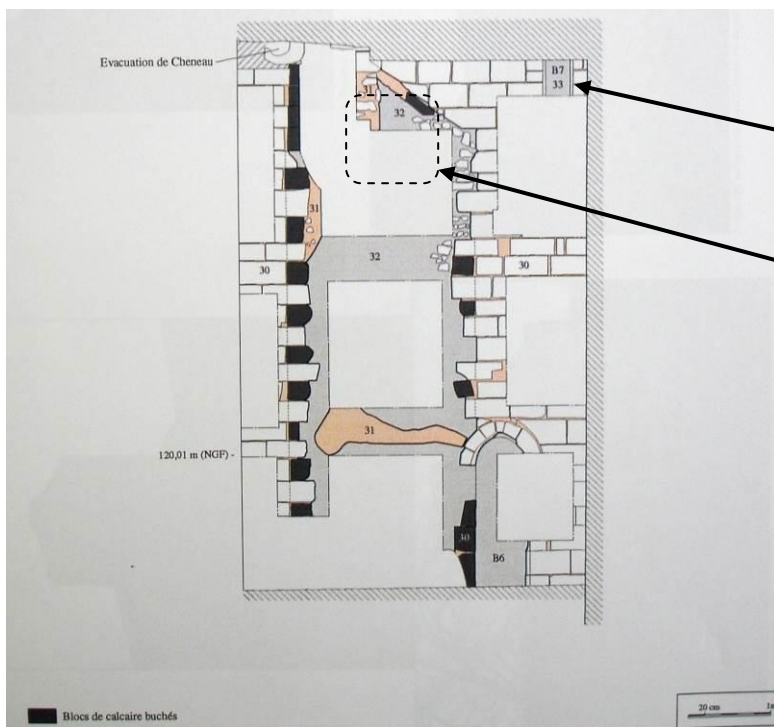 Evacuation de Cheneau
B7
33
31
32
31
32
30
30
31
120,01 m (NGF) -
30
B6
Blocs de calcaire buchés
20 cm